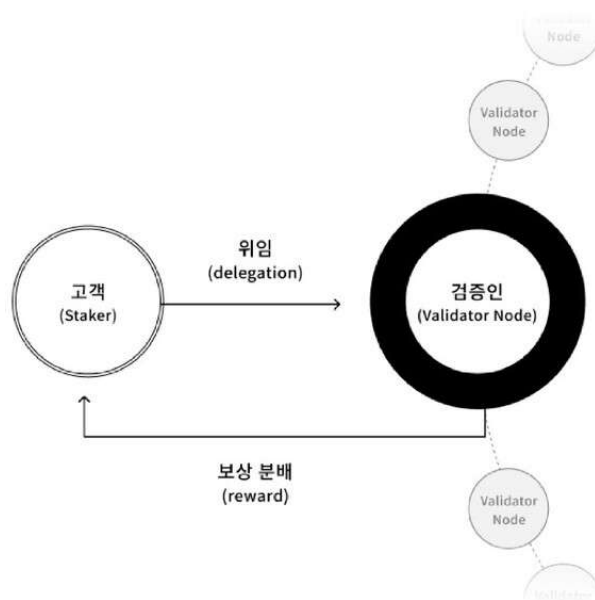 Node
Validator
Node
위임
(delegation)
고객
(Staker)
검증인
(Validator Node)
보상 분배
(reward)
Validator
Node
Validator